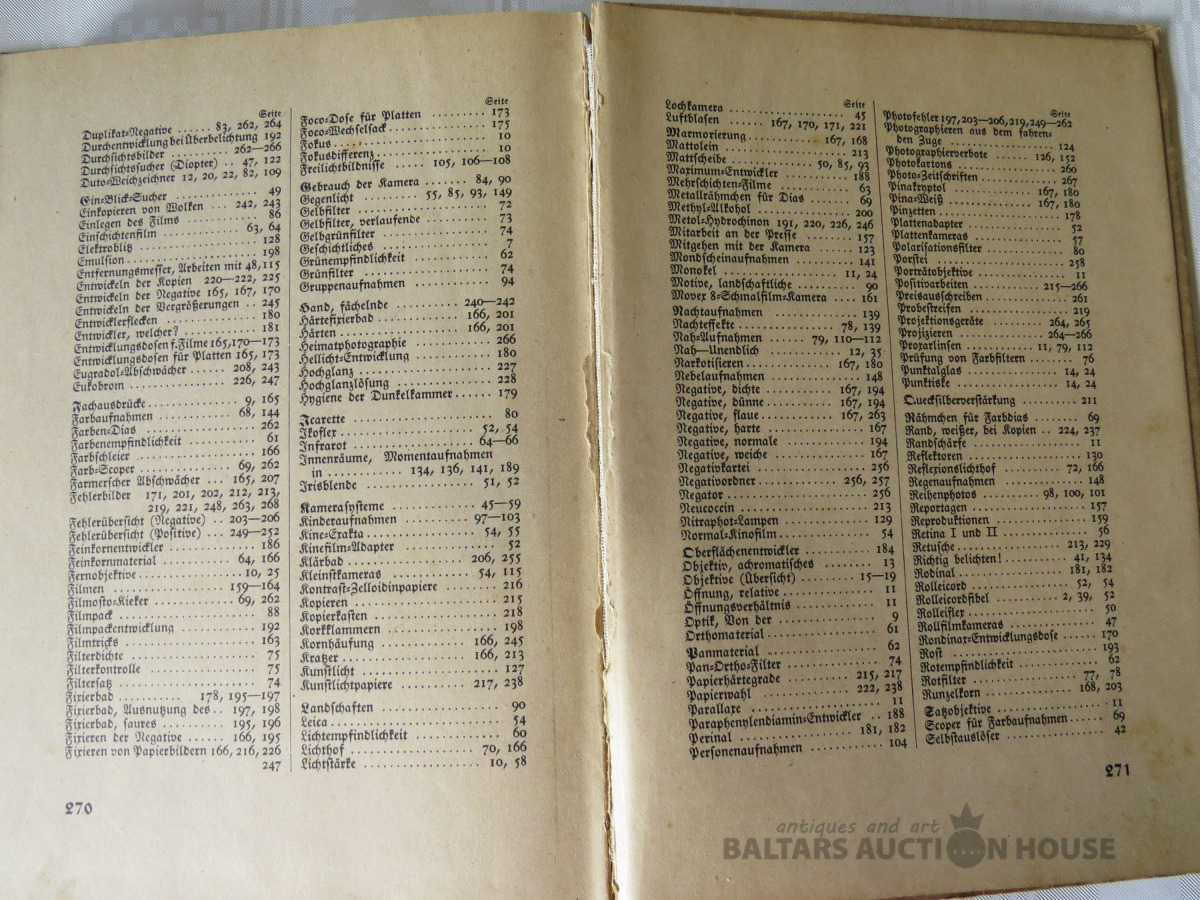 Seite
Duplikat-Negative ...... 83, 262, 264
Durchentwicklung bei Überbelichtung 192
Durchsichtsbilder ........... 262—266
Durchsichtsucher (Diopter) .. 47, 122
Duto-Weichzeichner 12, 20, 22, 82, 109
Ein-Blick-Sucher ............... 49
Einkopieren von Wolken .... 242, 243
Einlegen des Films .............. 86
Einschichtenfilm ............. 63, 64
Elektroblitz .................... 128
Emulsion ....................... 198
Entfernungsmesser, Arbeiten mit 48, 115
Entwickeln der Kopien 220—222, 225
Entwickeln der Negative 165, 167, 170
Entwickeln der Vergrößerungen .. 245
Entwicklerflecken ............... 180
Entwickler, welcher? ............ 181
Entwicklungsdosen f. Filme 165, 170—173
Entwicklungsdosen für Platten 165, 173
Eugradol-Abschwächer ...... 208, 243
Eukobrom ................. 226, 247
Fachausdrücke ............... 9, 165
Farbaufnahmen ............. 68, 144
Farben-Dias .................... 262
Farbenempfindlichkeit ............ 61
Farbschleier .................... 166
Farb-Scoper ................ 69, 262
Farmerscher Abschwächer ... 165, 207
Fehlerbilder 171, 201, 202, 212, 213,
219, 221, 248, 263, 268
Fehlerübersicht (Negative) .. 203—206
Fehlerübersicht (Positive) ... 249—252
Feinkornentwickler .............. 186
Feinkornmaterial ............ 64, 166
Fernobjektive ................ 10, 25
Filmen .................... 159—164
Filmosto-Kieker ............. 69, 262
Filmpack ....................... 88
Filmpackentwicklung ............ 192
Filmtricks ...................... 163
Filterdichte ..................... 75
Filterkontrolle ................... 75
Filtersatz ....................... 74
Fixierbad ............. 178, 195—197
Fixierbad, Ausnutzung des .. 197, 198
Fixierbad, saures ........... 195, 196
Fixieren der Negative ...... 166, 195
Fixieren von Papierbildern 166, 216, 226
247
270
Seite
Foco-Dose für Platten ......... 173
Foco-Wechselsack ............... 175
Fokus .......................... 10
Fokusdifferenz .................. 10
Freilichtbildnisse ...... 105, 106—108
Gebrauch der Kamera ....... 84, 90
Gegenlicht ........... 55, 85, 93, 149
Gelbfilter ....................... 72
Gelbfilter, verlaufende ........... 73
Gelbgrünfilter ................... 74
Geschichtliches ................... 7
Grünempfindlichkeit ............. 62
Grünfilter ...................... 74
Gruppenaufnahmen .............. 94
Hand, fächelnde .......... 240—242
Härtefixierbad ............. 166, 201
Härten ................... 166, 201
Heimatphotographie ............ 266
Hellicht-Entwicklung ............ 180
Hochglanz ..................... 227
Hochglanzlösung ............... 228
Hygiene der Dunkelkammer ...... 179
Icarette ........................ 80
Ikoflex ...................... 52, 54
Infrarot ................... 64—66
Innenräume, Momentaufnahmen
in ............. 134, 136, 141, 189
Irisblende .................. 51, 52
Kamerasysteme ............ 45—59
Kinderaufnahmen ........... 97—103
Kine-Exakta ................ 54, 55
Kinefilm-Adapter ................ 52
Klärbad .................. 206, 255
Kleinstkameras ............. 54, 115
Kontrast-Zelloidinpapiere ........ 216
Kopieren ....................... 215
Kopierkasten ................... 218
Korkklammern .................. 198
Kornhäufung .............. 166, 245
Kratzer ................... 166, 213
Kunstlicht ..................... 127
Kunstlichtpapiere ........... 217, 238
Landschaften ................... 90
Leica .......................... 54
Lichtempfindlichkeit ............. 60
Lichthof ................... 70, 166
Lichtstärke .................. 10, 58
Seite
Lochkamera .................... 45
Luftblasen ........ 167, 170, 171, 221
Marmorierung ............. 167, 168
Mattolein ...................... 213
Mattscheibe .............. 50, 85, 93
Maximum-Entwickler ............ 188
Mehrschichten-Filme ............. 63
Metallrähmchen für Dias ......... 69
Methyl-Alkohol ................. 200
Metol-Hydrochinon 191, 220, 226, 246
Mitarbeit an der Presse ......... 157
Mitgehen mit der Kamera ....... 123
Mondscheinaufnahmen .......... 141
Monokel .................... 11, 24
Motive, landschaftliche ........... 90
Movex 8-Schmalfilm-Kamera .... 161
Nachtaufnahmen ............... 139
Nachteffekte ................ 78, 139
Nah-Aufnahmen ....... 79, 110—112
Nah—Unendlich ............. 12, 35
Narkotisieren .............. 167, 180
Nebelaufnahmen ................ 148
Negative, dichte ........... 167, 194
Negative, dünne ........... 167, 194
Negative, flaue ............ 167, 263
Negative, harte ................. 167
Negative, normale .............. 194
Negative, weiche ................ 167
Negativkartei ................... 256
Negativordner .............. 256, 257
Negator ........................ 256
Neucoccin ...................... 213
Nitraphot-Lampen .............. 129
Normal-Kinofilm ................ 54
Oberflächenentwickler ........... 184
Objektiv, achromatisches ......... 13
Objektive (Übersicht) ........ 15—19
Öffnung, relative ................ 11
Öffnungsverhältnis ............... 11
Optik, Von der .................. 9
Orthomaterial ................... 61
Panmaterial .................... 62
Pan-Ortho-Filter ................ 74
Papierhärtegrade ........... 215, 217
Papierwahl ................ 222, 238
Parallaxe ....................... 11
Paraphenylendiamin-Entwickler .. 188
Perinal ................... 181, 182
Personenaufnahmen ............. 104
Seite
Photofehler 197, 203—206, 219, 249—262
Photographieren aus dem fahren-
den Zuge .................... 124
Photographierverbote ....... 126, 152
Photokartons ................... 260
Photo-Zeitschriften .............. 267
Pinakryptol ................ 167, 180
Pina-Weiß ................. 167, 180
Pinzetten ....................... 178
Plattenadapter ................... 52
Plattenkameras .................. 57
Polarisationsfilter ................ 80
Porstei ......................... 258
Porträtobjektive ................. 11
Positivarbeiten ............ 215—266
Preisausschreiben ................ 261
Probestreifen ................... 219
Projektionsgeräte ........... 264, 265
Projizieren ................ 264—266
Proxarlinsen ............. 11, 79, 112
Prüfung von Farbfiltern .......... 76
Punktalglas .................. 14, 24
Punktiske .................... 14, 24
Quecksilberverstärkung .......... 211
Rähmchen für Farbdias .......... 69
Rand, weißer, bei Kopien .. 224, 237
Randschärfe ..................... 11
Reflektoren ..................... 130
Reflexionslichthof ............ 72, 166
Regenaufnahmen ................ 148
Reihenphotos .......... 98, 100, 101
Reportagen ..................... 157
Reproduktionen ................. 159
Retina I und II ................. 56
Retusche .................. 213, 229
Richtig belichten! ............ 41, 134
Rodinal ................... 181, 182
Rolleicord .................... 52, 54
Rolleicordfibel ............. 2, 39, 52
Rolleiflex ....................... 50
Rollfilmkameras ................. 47
Rondinax-Entwicklungsdose ...... 170
Rost ........................... 193
Rotempfindlichkeit ............... 62
Rotfilter ..................... 77, 78
Runzelkorn ................ 168, 203
Satzobjektive .................... 11
Scoper für Farbaufnahmen ....... 69
Selbstauslöser ................... 42
271
antiques and art
BALTARS AUCTION HOUSE